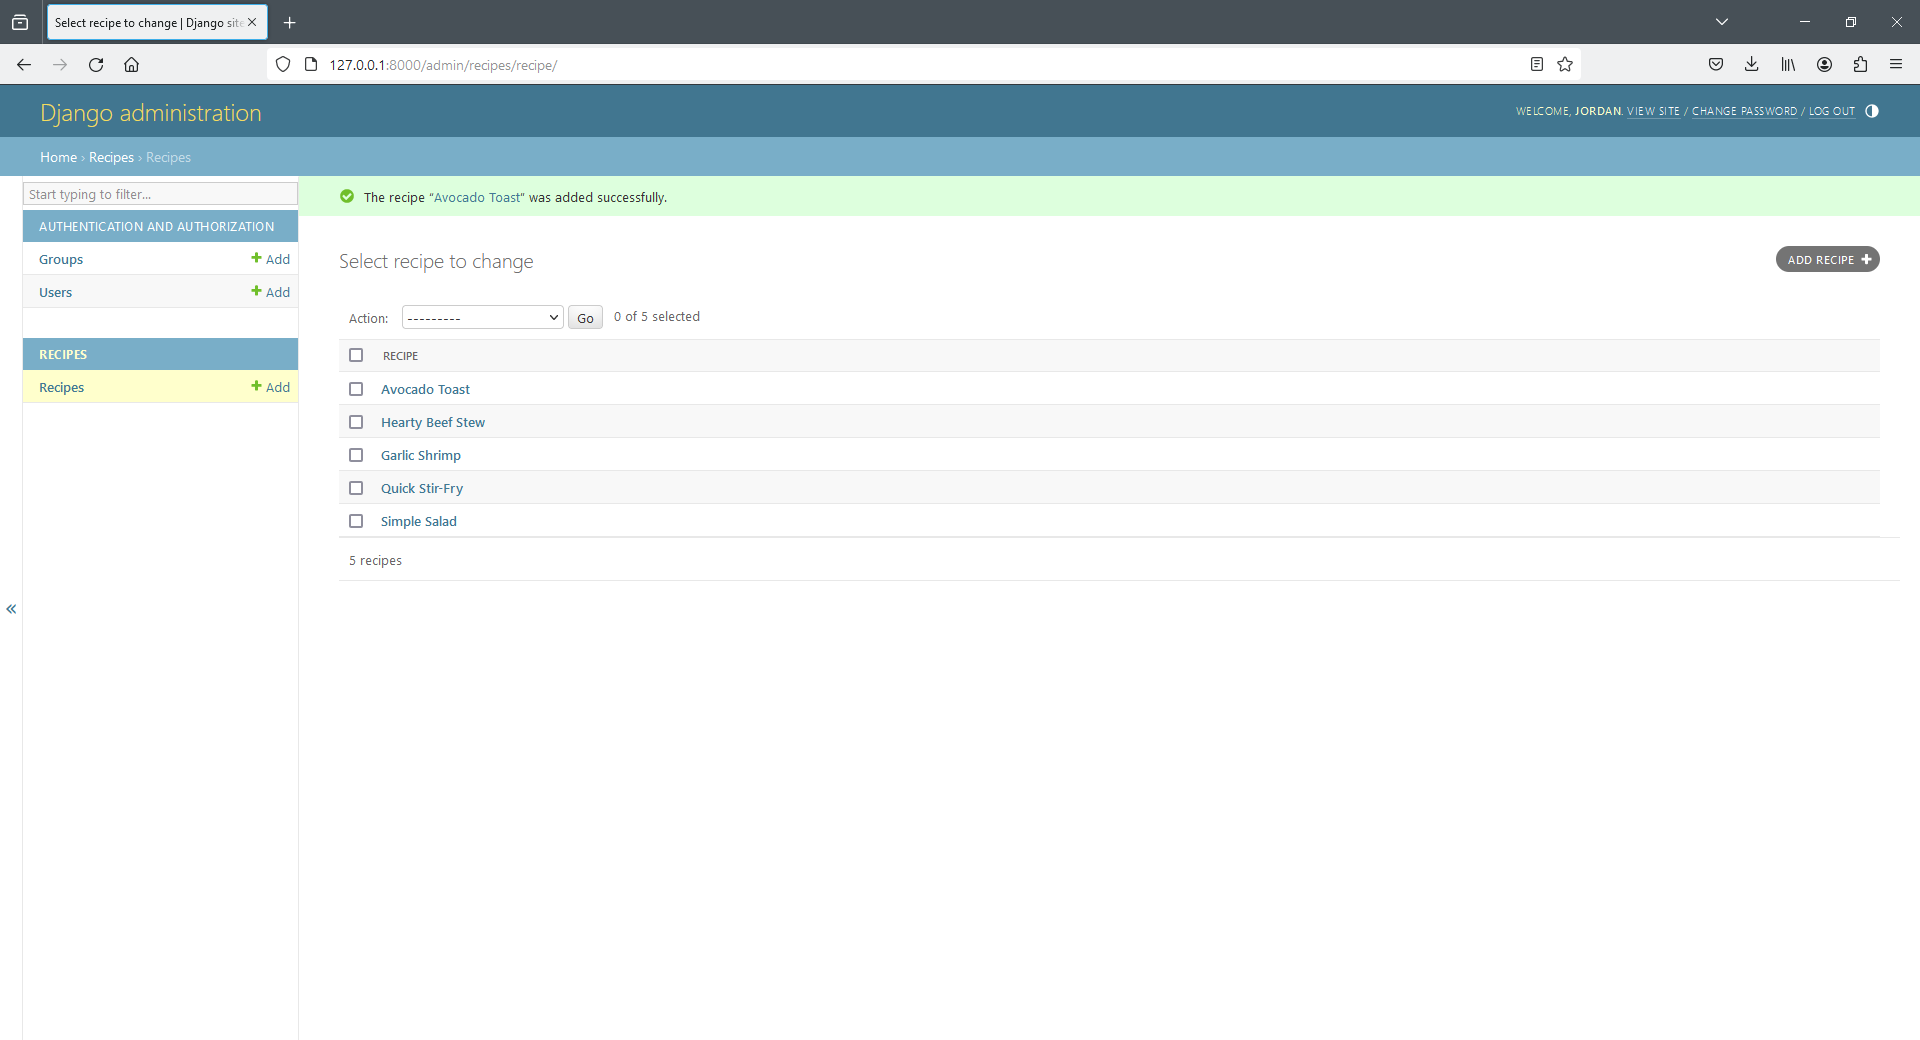 Select recipe to change | Django site
127.0.0.1:8000/admin/recipes/recipe/
Django administration
WELCOME, JORDAN. VIEW SITE / CHANGE PASSWORD / LOG OUT
Home › Recipes › Recipes
Start typing to filter...
AUTHENTICATION AND AUTHORIZATION
Groups Add
Users Add
RECIPES
Recipes Add
The recipe “Avocado Toast” was added successfully.
Select recipe to change
ADD RECIPE
Action: --------- Go 0 of 5 selected
RECIPE
Avocado Toast
Hearty Beef Stew
Garlic Shrimp
Quick Stir-Fry
Simple Salad
5 recipes